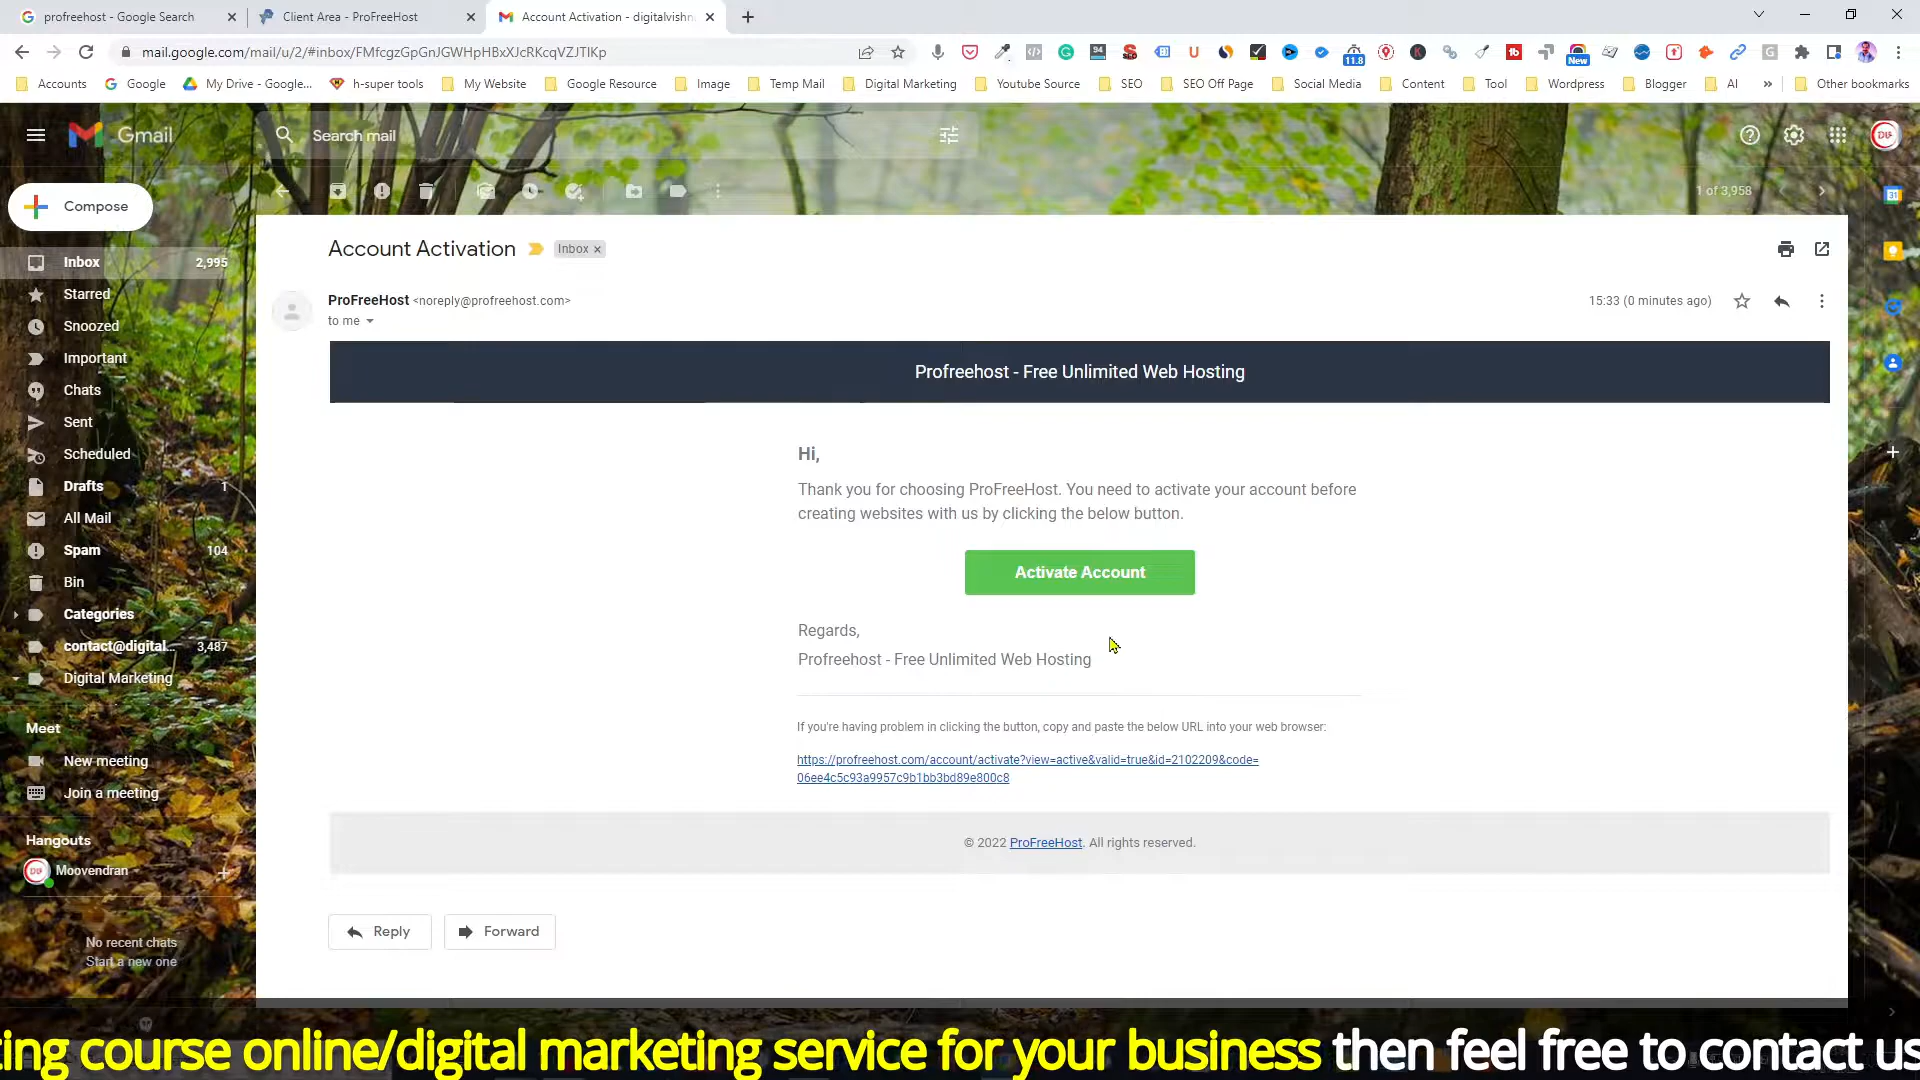 profreehost - Google Search
Client Area - ProFreeHost
Account Activation - digitalvishn
mail.google.com/mail/u/2/#inbox/FMfcgzGpGnJGWHpHBxXJcRKcqVZJTlKp
94
11.8
New
Accounts
Google
My Drive - Google...
h-super tools
My Website
Google Resource
Image
Temp Mail
Digital Marketing
Youtube Source
SEO
SEO Off Page
Social Media
Content
Tool
Wordpress
Blogger
AI
Other bookmarks
Gmail
Search mail
Compose
1 of 3,958
Inbox 2,995
Starred
Snoozed
Important
Chats
Sent
Scheduled
Drafts 1
All Mail
Spam 104
Bin
Categories
contact@digital... 3,487
Digital Marketing
Meet
New meeting
Join a meeting
Hangouts
Moovendran
No recent chats
Start a new one
Account Activation
Inbox
ProFreeHost <noreply@profreehost.com>
15:33 (0 minutes ago)
to me
Profreehost - Free Unlimited Web Hosting
Hi,
Thank you for choosing ProFreeHost. You need to activate your account before
creating websites with us by clicking the below button.
Activate Account
Regards,
Profreehost - Free Unlimited Web Hosting
If you're having problem in clicking the button, copy and paste the below URL into your web browser:
https://profreehost.com/account/activate?view=active&valid=true&id=2102209&code=
06ee4c5c93a9957c9b1bb3bd89e800c8
© 2022 ProFreeHost. All rights reserved.
Reply
Forward
ting course online/digital marketing service for your business then feel free to contact us